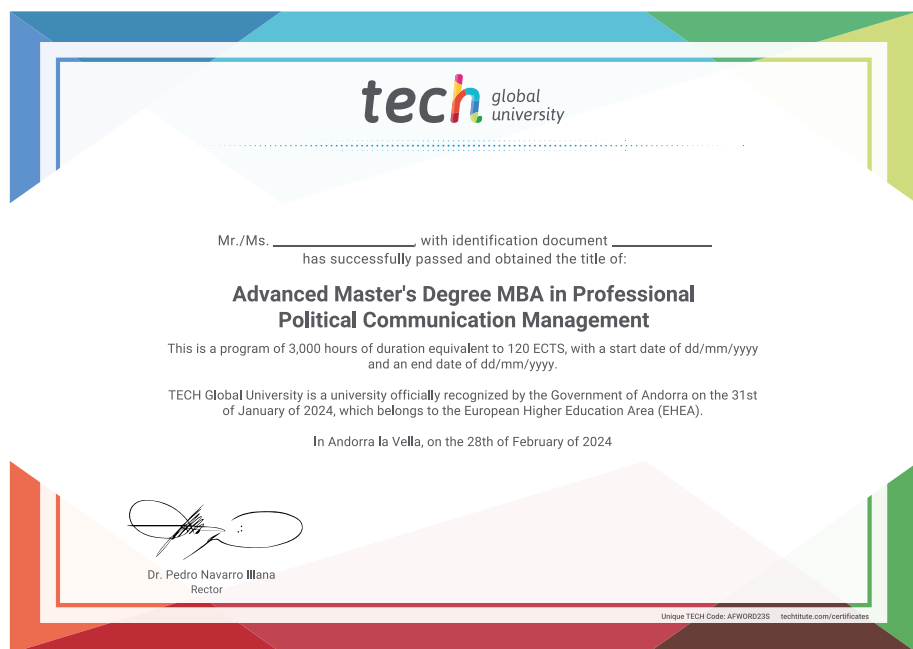 tech global
university
Mr./Ms. ____________________, with identification document ______________
has successfully passed and obtained the title of:
Advanced Master's Degree MBA in Professional
Political Communication Management
This is a program of 3,000 hours of duration equivalent to 120 ECTS, with a start date of dd/mm/yyyy
and an end date of dd/mm/yyyy.
TECH Global University is a university officially recognized by the Government of Andorra on the 31st
of January of 2024, which belongs to the European Higher Education Area (EHEA).
In Andorra la Vella, on the 28th of February of 2024
Dr. Pedro Navarro Illana
Rector
Unique TECH Code: AFWORD23S techtitute.com/certificates